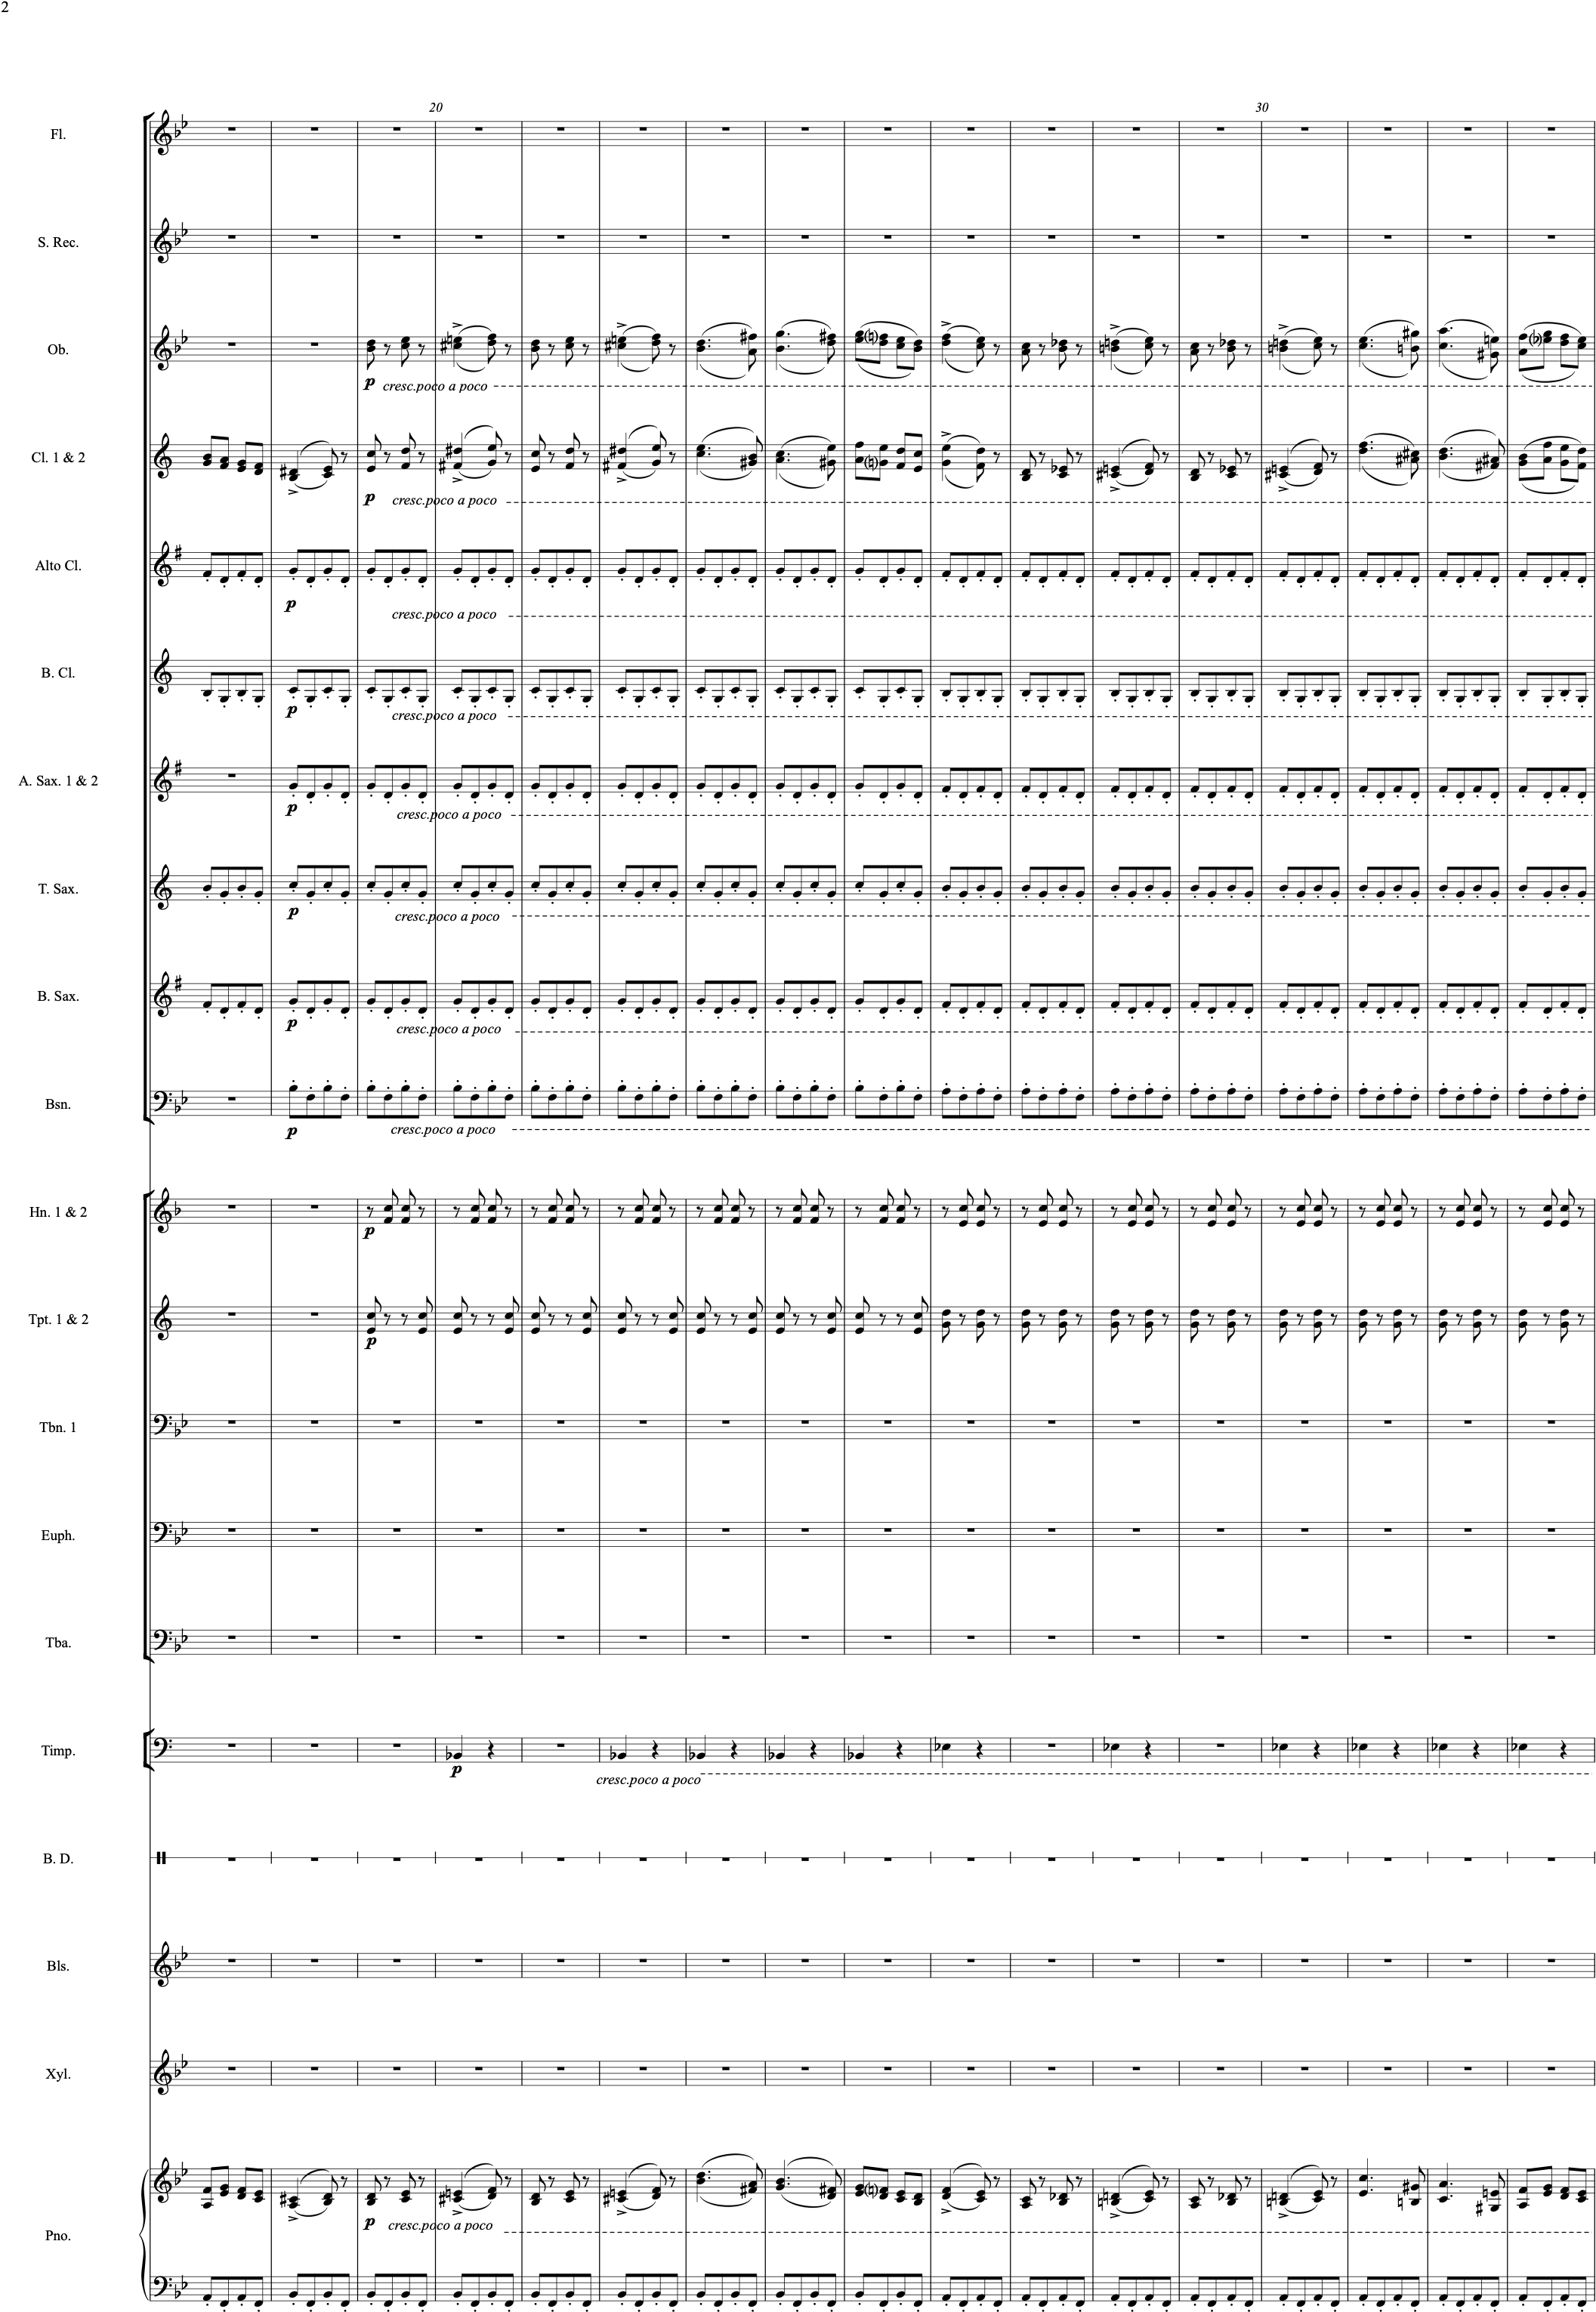 2
20 30
Fl.
S. Rec.
Ob.
p cresc.poco a poco
Cl. 1 & 2
p cresc.poco a poco
Alto Cl.
p
cresc.poco a poco
B. Cl.
p
cresc.poco a poco
A. Sax. 1 & 2
p
cresc.poco a poco
T. Sax.
p
cresc.poco a poco
B. Sax.
p
cresc.poco a poco
Bsn.
p cresc.poco a poco
Hn. 1 & 2
p
Tpt. 1 & 2
p
Tbn. 1
Euph.
Tba.
Timp.
p
cresc.poco a poco
B. D.
Bls.
Xyl.
p cresc.poco a poco
Pno.